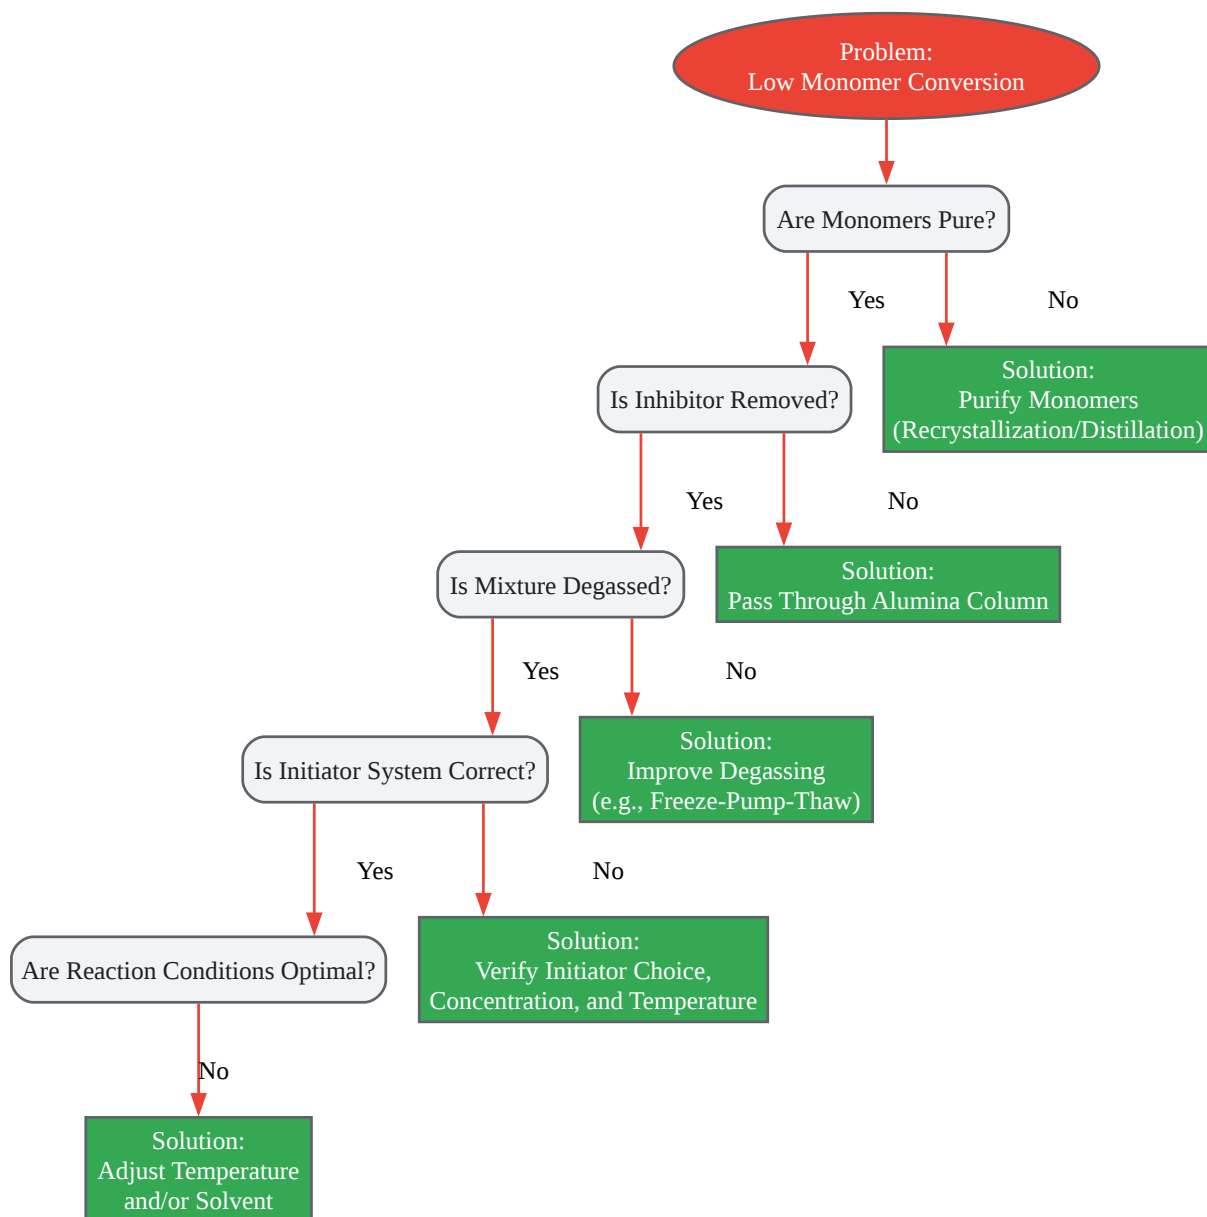 Problem:
Low Monomer Conversion
Are Monomers Pure?
Yes
No
Solution:
Purify Monomers
(Recrystallization/Distillation)
Is Inhibitor Removed?
Yes
No
Solution:
Pass Through Alumina Column
Is Mixture Degassed?
Yes
No
Solution:
Improve Degassing
(e.g., Freeze-Pump-Thaw)
Is Initiator System Correct?
Yes
No
Solution:
Verify Initiator Choice,
Concentration, and Temperature
Are Reaction Conditions Optimal?
No
Solution:
Adjust Temperature
and/or Solvent